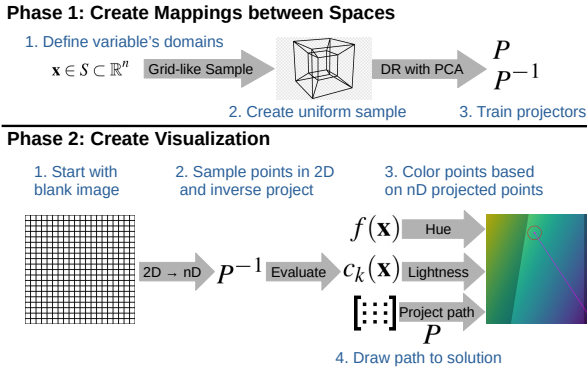 Phase 1: Create Mappings between Spaces
1. Define variable's domains
x ∈ S ⊂ ℝⁿ
Grid-like Sample
2. Create uniform sample
DR with PCA
P
P⁻¹
3. Train projectors
Phase 2: Create Visualization
1. Start with
blank image
2. Sample points in 2D
and inverse project
3. Color points based
on nD projected points
2D → nD
P⁻¹
Evaluate
f(x)
Hue
cₖ(x)
Lightness
[⋮⋮⋮]
Project path
P
4. Draw path to solution